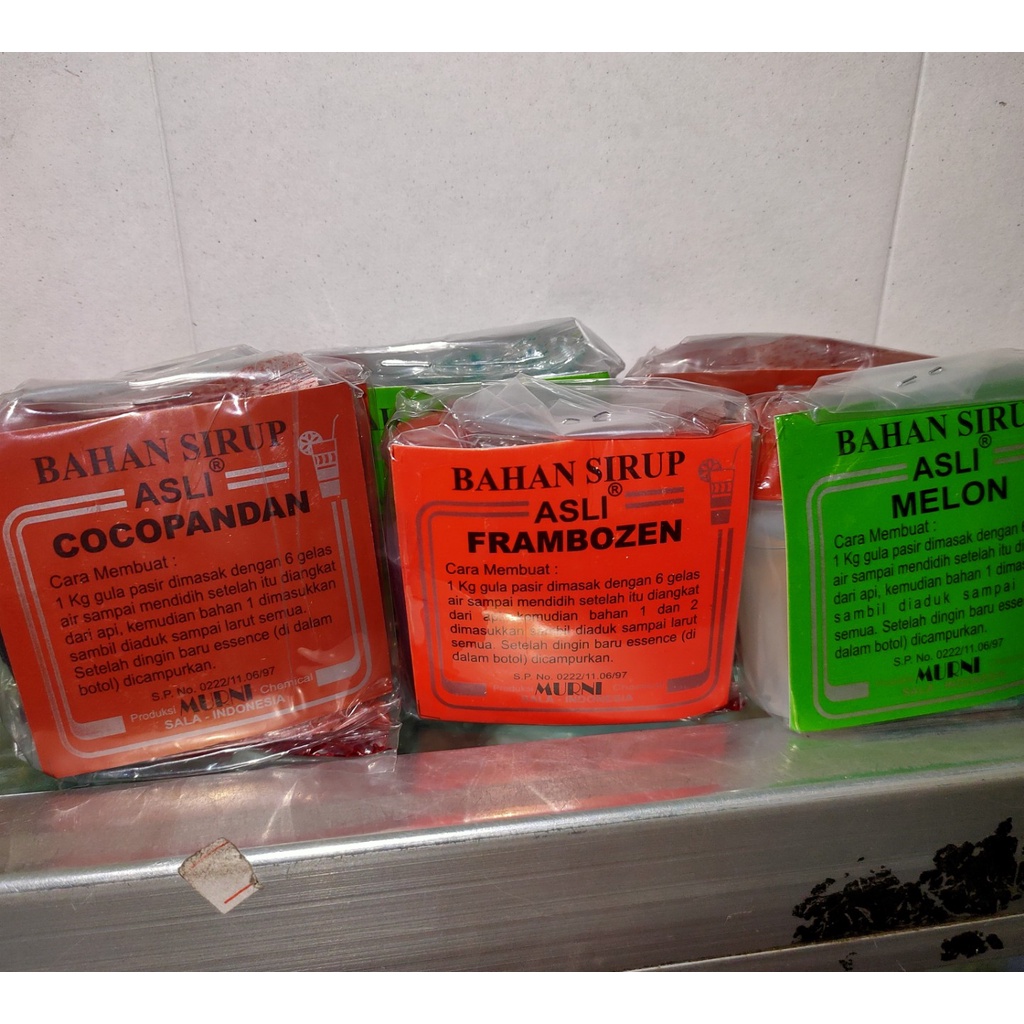 BAHAN SIRUP
ASLI®
COCOPANDAN
Cara Membuat :
1 Kg gula pasir dimasak dengan 6 gelas
air sampai mendidih setelah itu diangkat
dari api, kemudian bahan 1 dimasukkan
sambil diaduk sampai larut semua.
Setelah dingin baru essence (di dalam
botol) dicampurkan.
S.P. No. 0222/11.06/97
Produksi MURNI Chemical
SALA - INDONESIA
BAHAN SIRUP
ASLI®
FRAMBOZEN
Cara Membuat :
1 Kg gula pasir dimasak dengan 6 gelas
air sampai mendidih setelah itu diangkat
dari api kemudian bahan 1 dan 2
dimasukkan sambil diaduk sampai larut
semua. Setelah dingin baru essence (di
dalam botol) dicampurkan.
S.P. No. 0222/11.06/97
MURNI
BAHAN SIRU
ASLI®
MELON
Cara Membuat :
1 Kg gula pasir dimasak dengan
air sampai mendidih setelah itu
dari api, kemudian bahan 1
sambil diaduk sampai
semua. Setelah dingin baru essence
dalam botol) dicampurkan.
S.P. No. 0222/11.06/97
MURNI